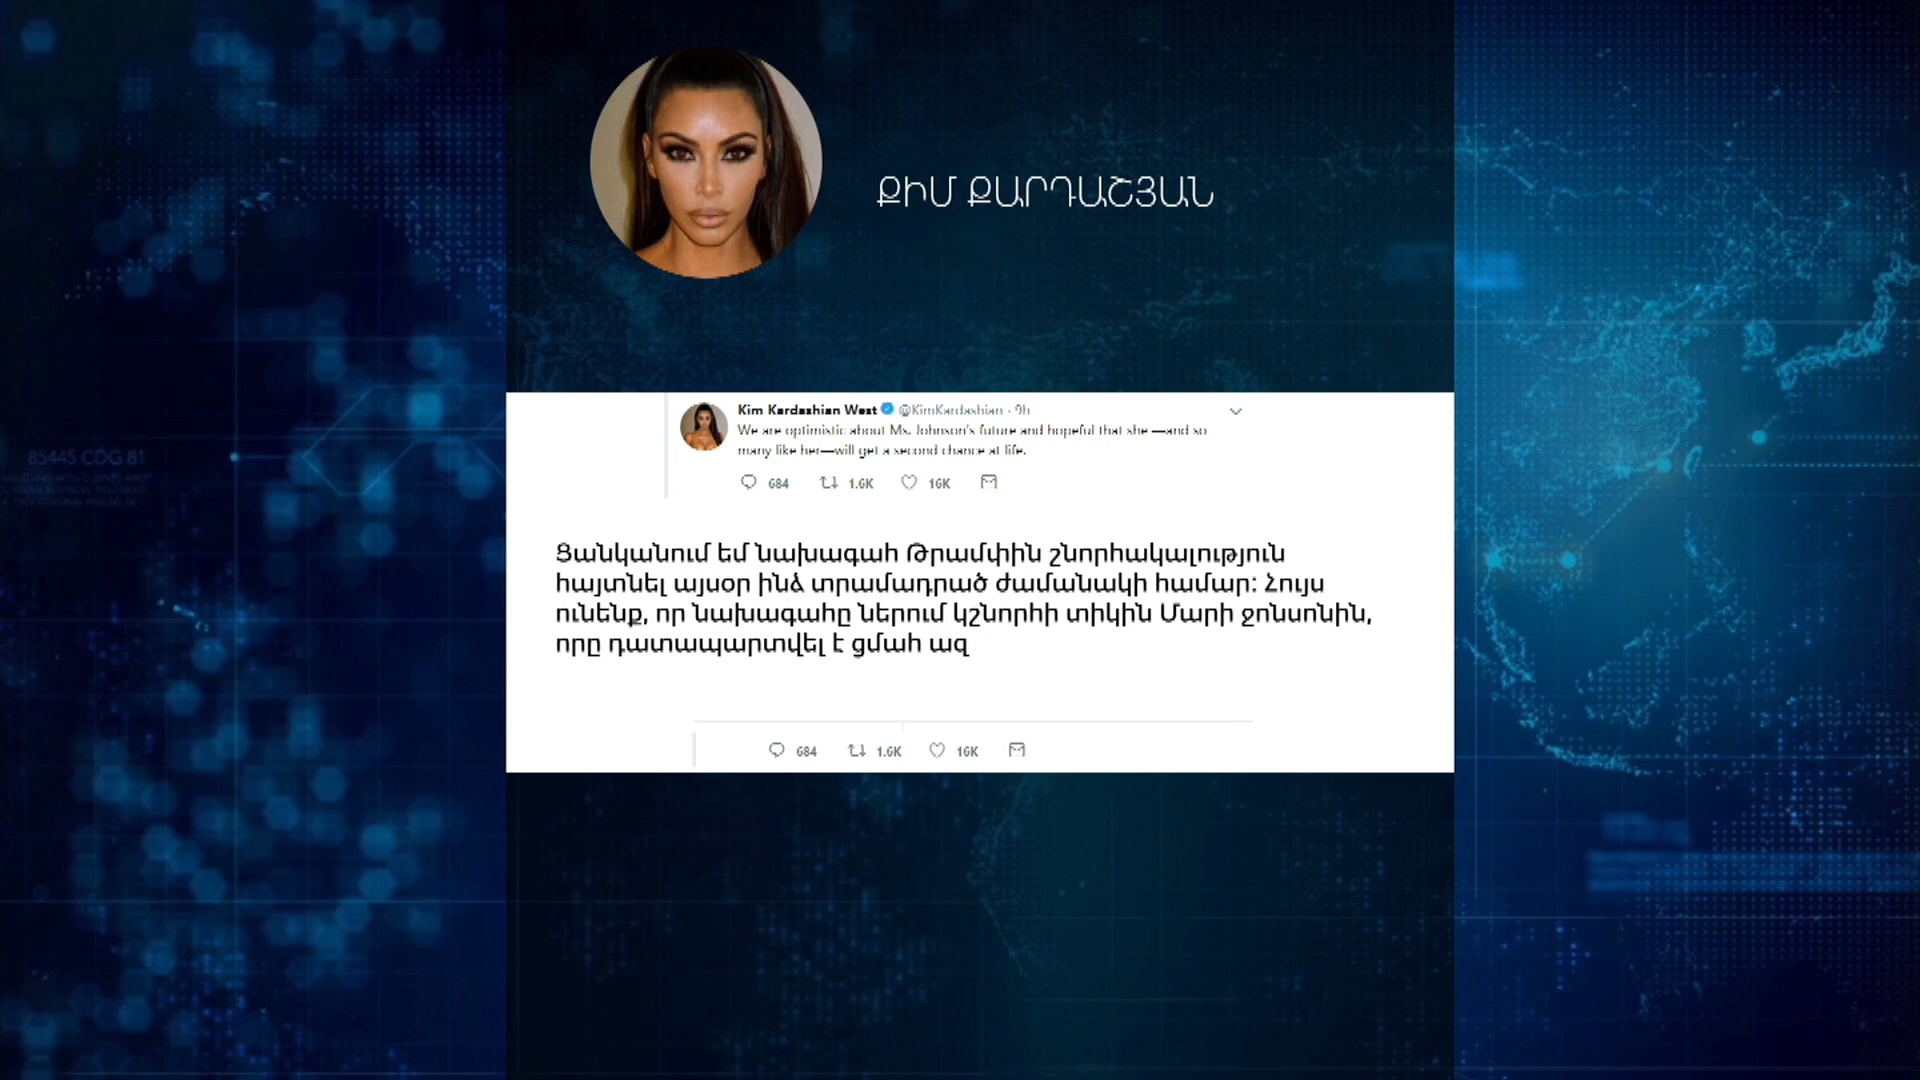 ՔԻՄ ՔԱՐԴԱՇՅԱՆ
85445 CDG 81
Kim Kardashian West @KimKardashian · 9h
We are optimistic about Ms. Johnson's future and hopeful that she —and so
many like her—will get a second chance at life.
684 1.6K 16K
Ցանկանում եմ նախագահ Թրամփին շնորհակալություն
հայտնել այսօր ինձ տրամադրած ժամանակի համար: Հույս
ունենք, որ նախագահը ներում կշնորհի տիկին Մարի ջոնսոնին,
որը դատապարտվել է ցմահ ազ
684 1.6K 16K